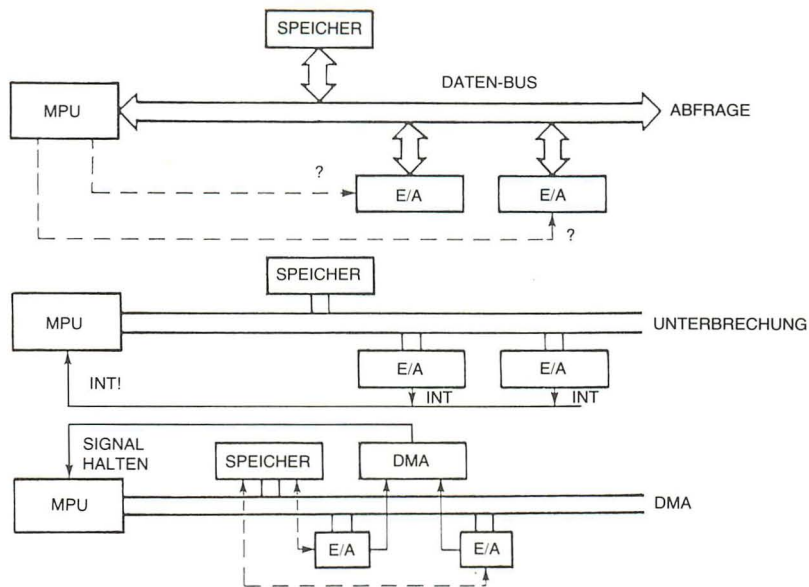 SPEICHER
DATEN-BUS
MPU
ABFRAGE
?
E/A
E/A
?
SPEICHER
MPU
UNTERBRECHUNG
E/A
E/A
INT!
INT
INT
SIGNAL
HALTEN
SPEICHER
DMA
MPU
DMA
E/A
E/A